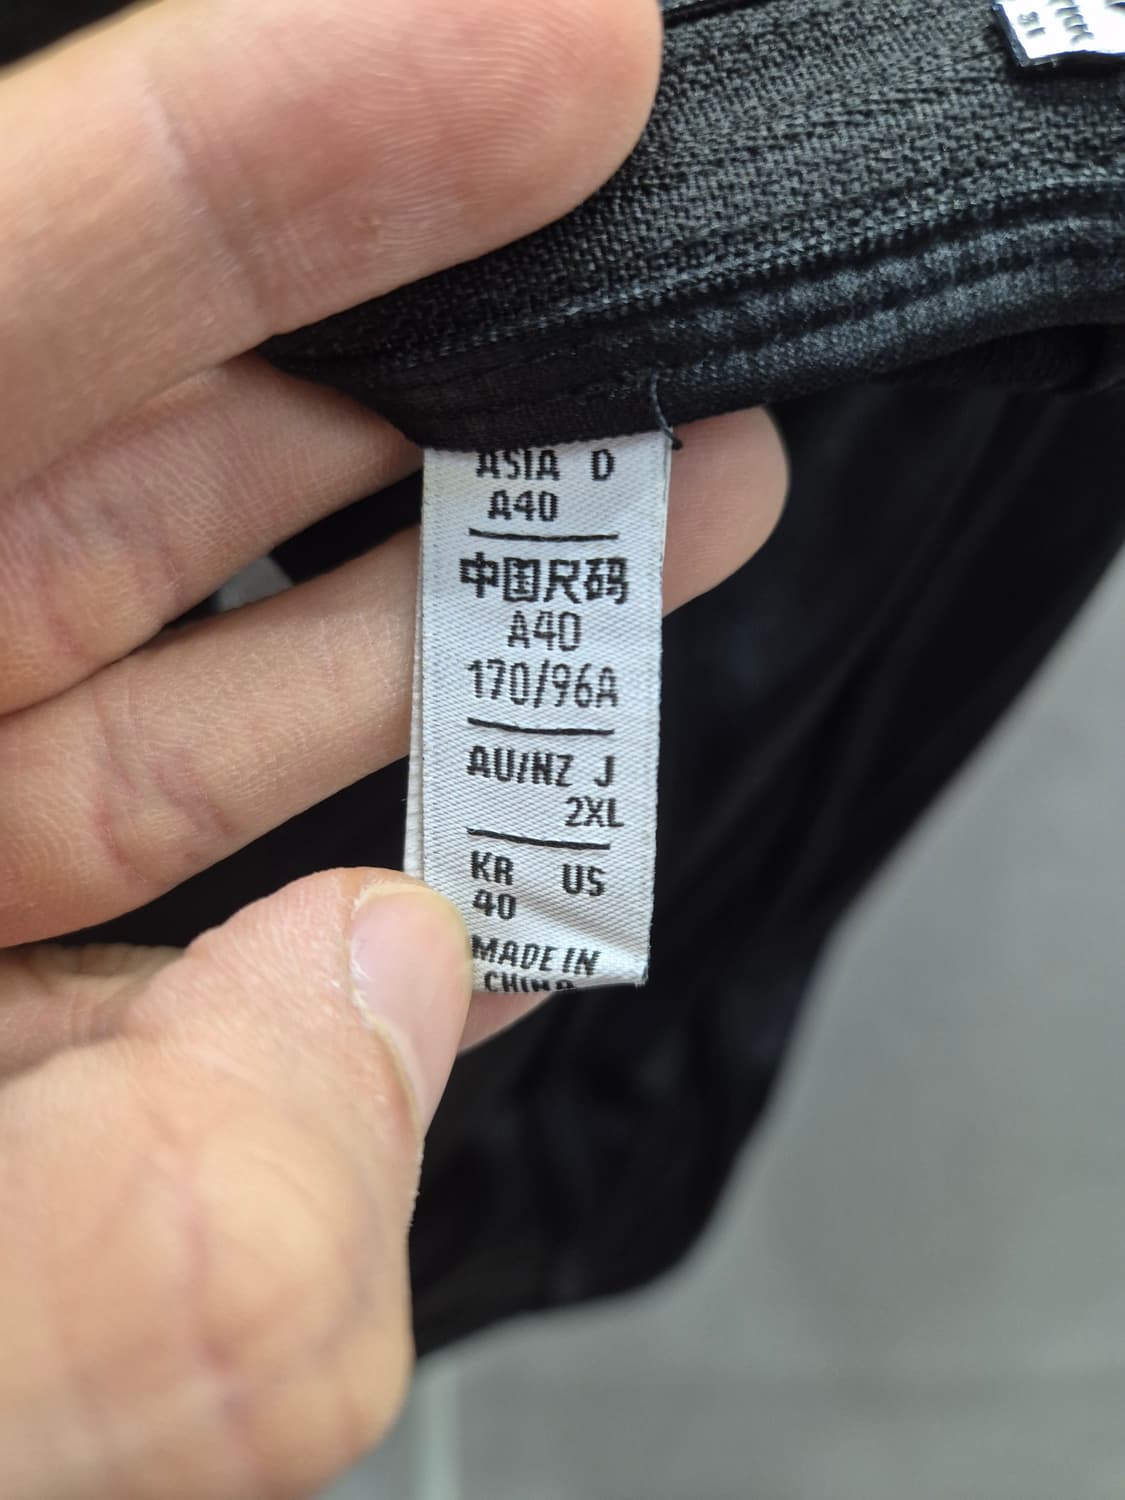 ASIA D
A40
中国尺码
A40
170/96A
AU/NZ J
2XL
KR US
40
MADE IN
CHINA